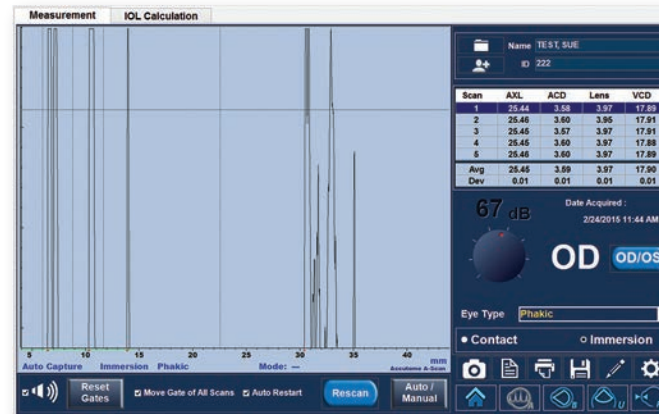 Measurement IOL Calculation
Name TEST, SUE
ID 222
Scan AXL ACD Lens VCD
1 25.44 3.58 3.97 17.89
2 25.46 3.60 3.95 17.91
3 25.45 3.57 3.97 17.91
4 25.45 3.60 3.97 17.88
5 25.46 3.60 3.97 17.89
Avg 25.45 3.59 3.97 17.90
Dev 0.01 0.01 0.01 0.01
67 dB
Date Acquired :
2/24/2015 11:44 AM
OD OD/OS
Eye Type Phakic
Contact Immersion
5 10 15 20 25 30 35 40 mm
Auto Capture Immersion Phakic Mode: --- Accutome A-Scan
Reset Gates
Move Gate of All Scans Auto Restart
Rescan
Auto / Manual
A B U